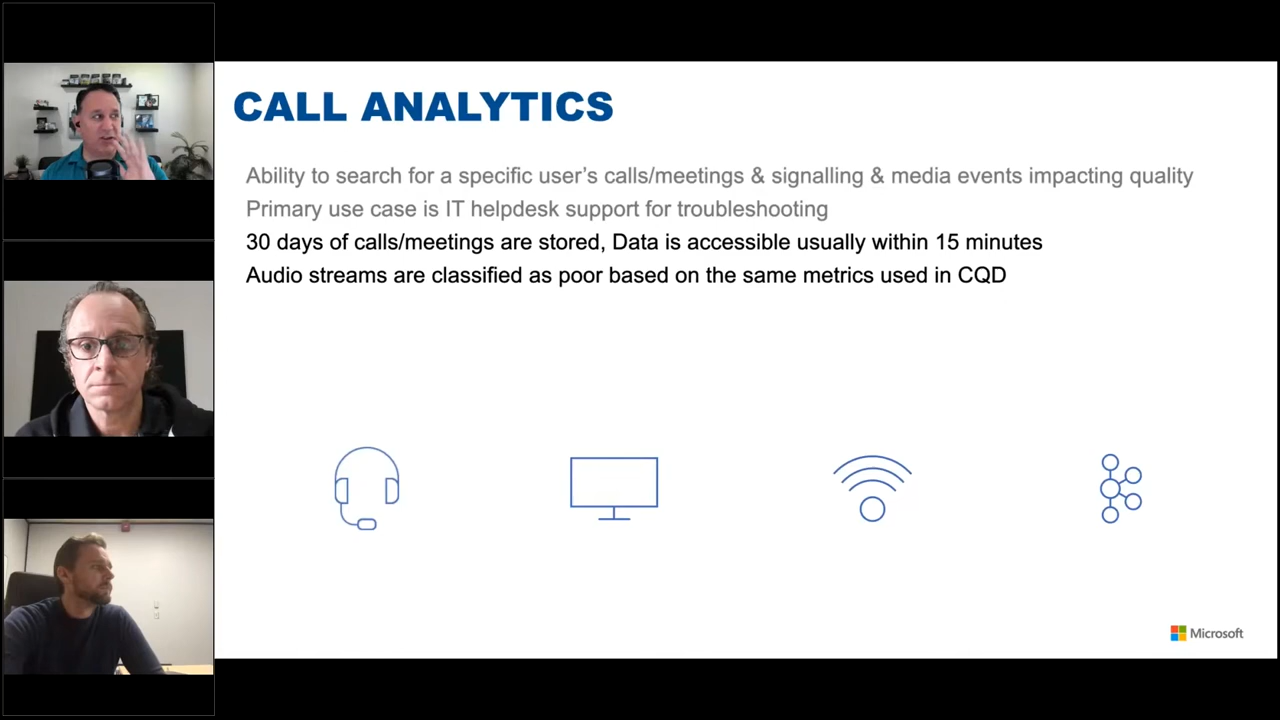 CALL ANALYTICS
Ability to search for a specific user's calls/meetings & signalling & media events impacting quality
Primary use case is IT helpdesk support for troubleshooting
30 days of calls/meetings are stored, Data is accessible usually within 15 minutes
Audio streams are classified as poor based on the same metrics used in CQD
Microsoft